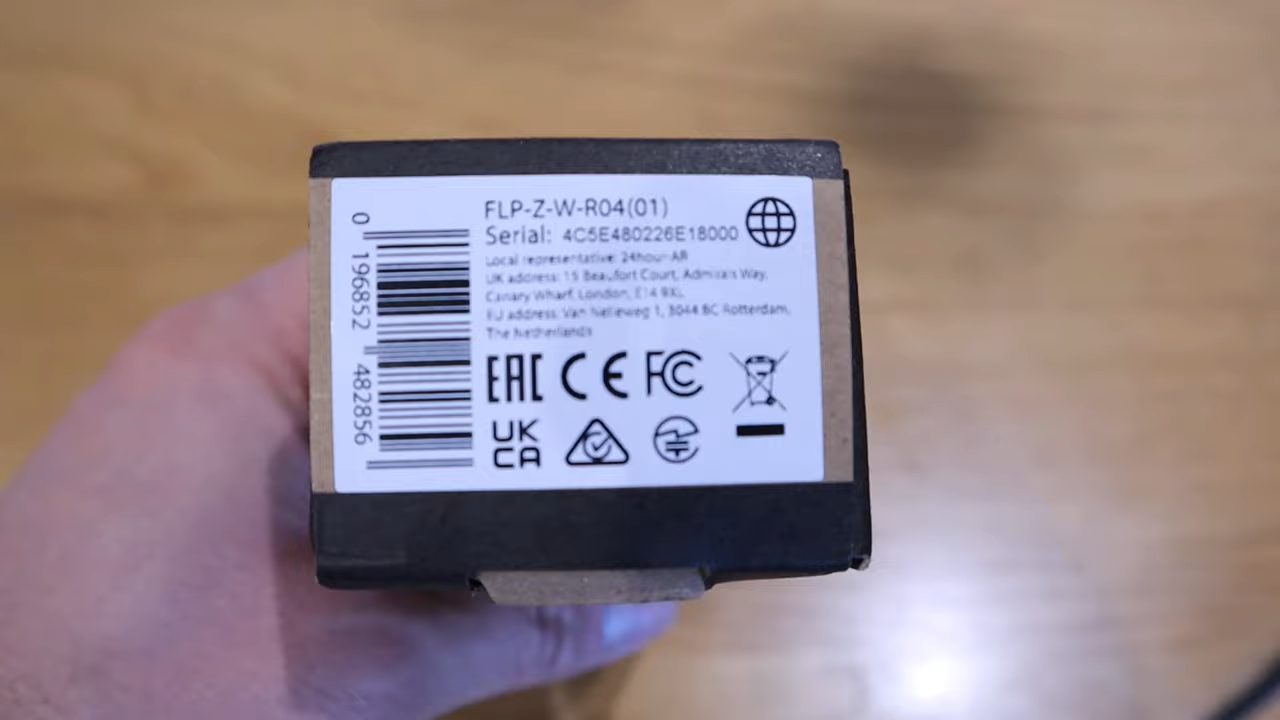 FLP-Z-W-R04(01)
Serial: 4C5E480226E18000
Local representative: 24hour-AR
UK address: 15 Beaufort Court, Admirals Way,
Canary Wharf, London, E14 9XL
EU address: Van Nelleweg 1, 3044 BC Rotterdam,
The Netherlands
0 196852 482856
EAC CE FC
UK
CA